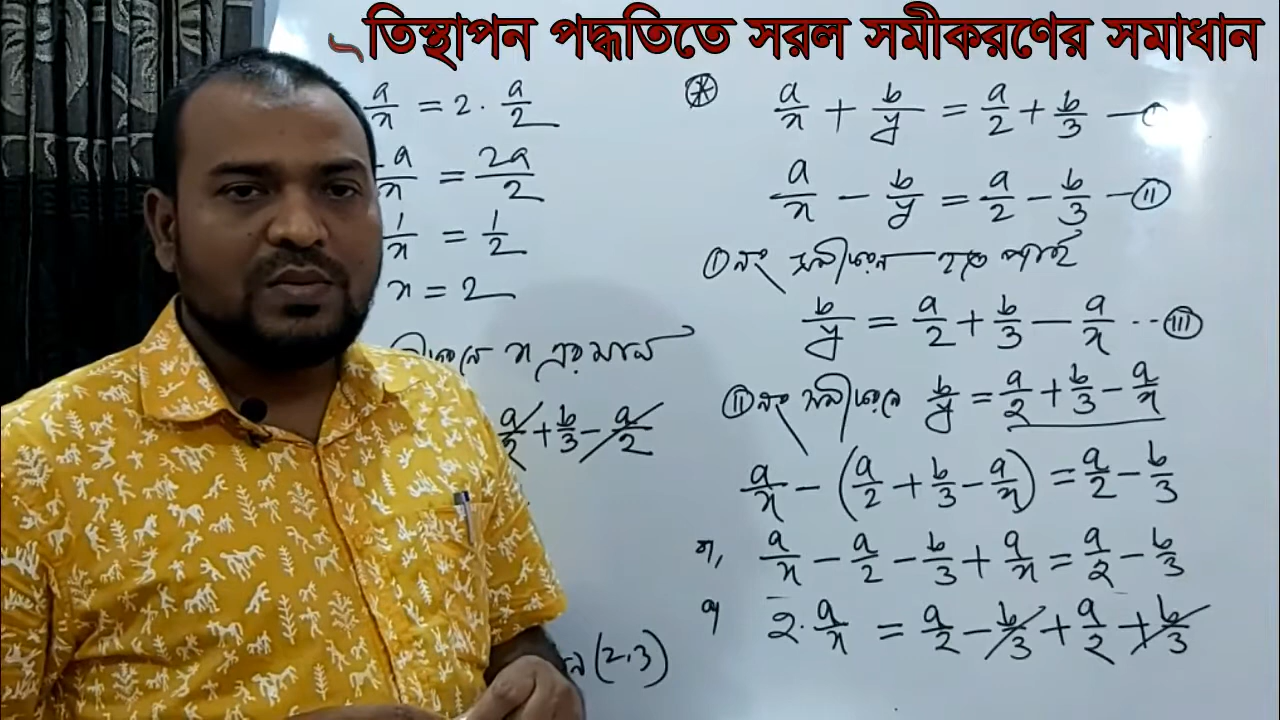 তিস্থাপন পদ্ধতিতে সরল সমীকরণের সমাধান
a/x + b/y = a/2 + b/3
a/x - b/y = a/2 - b/3 - ii
i নং সমীকরণ হতে পাই
b/y = a/2 + b/3 - a/x ... iii
ii নং সমীকরণে b/y = a/2 + b/3 - a/x
a/x - (a/2 + b/3 - a/x) = a/2 - b/3
বা, a/x - a/2 - b/3 + a/x = a/2 - b/3
বা 2. a/x = a/2 - b/3 + a/2 + b/3
a/x = 2. a/2
a/x = 2a/2
1/x = 1/2
x = 2
x এর মান
a/2 + b/3 - a/2
(2,3)